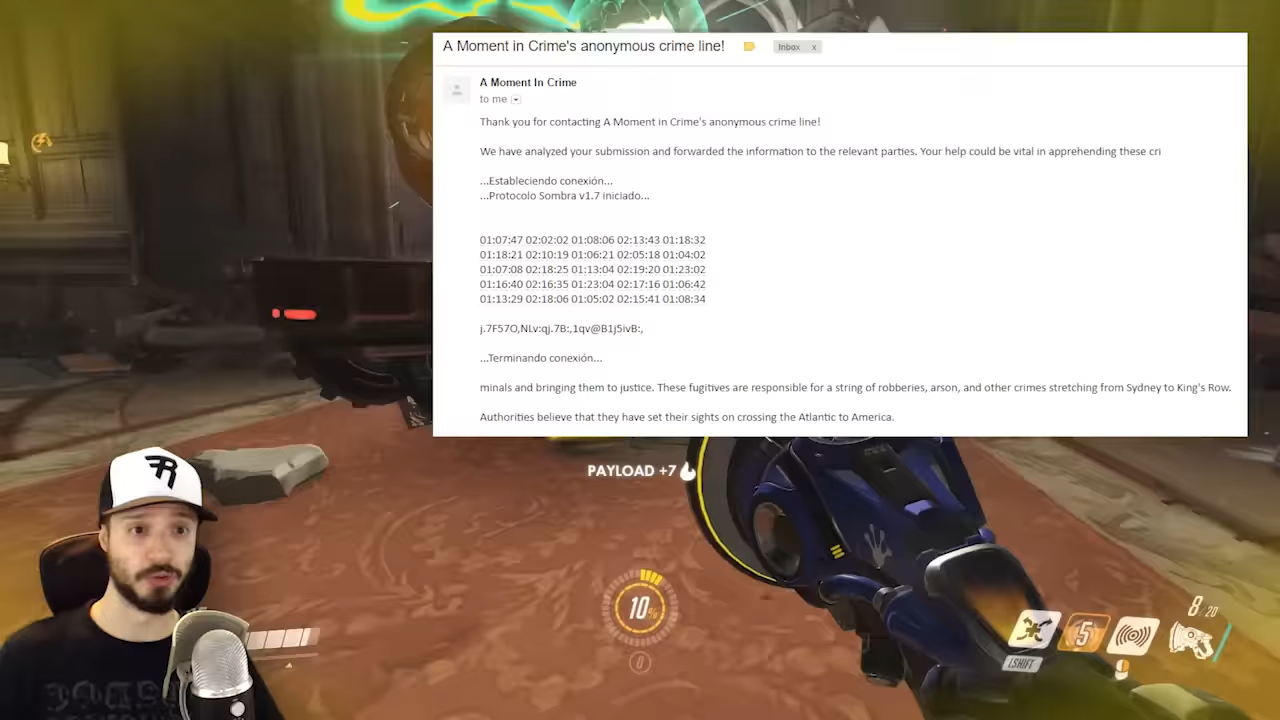 A Moment in Crime's anonymous crime line!
Inbox x
A Moment In Crime
to me
Thank you for contacting A Moment in Crime's anonymous crime line!
We have analyzed your submission and forwarded the information to the relevant parties. Your help could be vital in apprehending these cri
...Estableciendo conexión...
...Protocolo Sombra v1.7 iniciado...
01:07:47 02:02:02 01:08:06 02:13:43 01:18:32
01:18:21 02:10:19 01:06:21 02:05:18 01:04:02
01:07:08 02:18:25 01:13:04 02:19:20 01:23:02
01:16:40 02:16:35 01:23:04 02:17:16 01:06:42
01:13:29 02:18:06 01:05:02 02:15:41 01:08:34
j.7F57O,NLv:qj.7B:,1qv@B1j5ivB:,
...Terminando conexión...
minals and bringing them to justice. These fugitives are responsible for a string of robberies, arson, and other crimes stretching from Sydney to King's Row.
Authorities believe that they have set their sights on crossing the Atlantic to America.
PAYLOAD +7
10%
0
5
8/20
LSHIFT